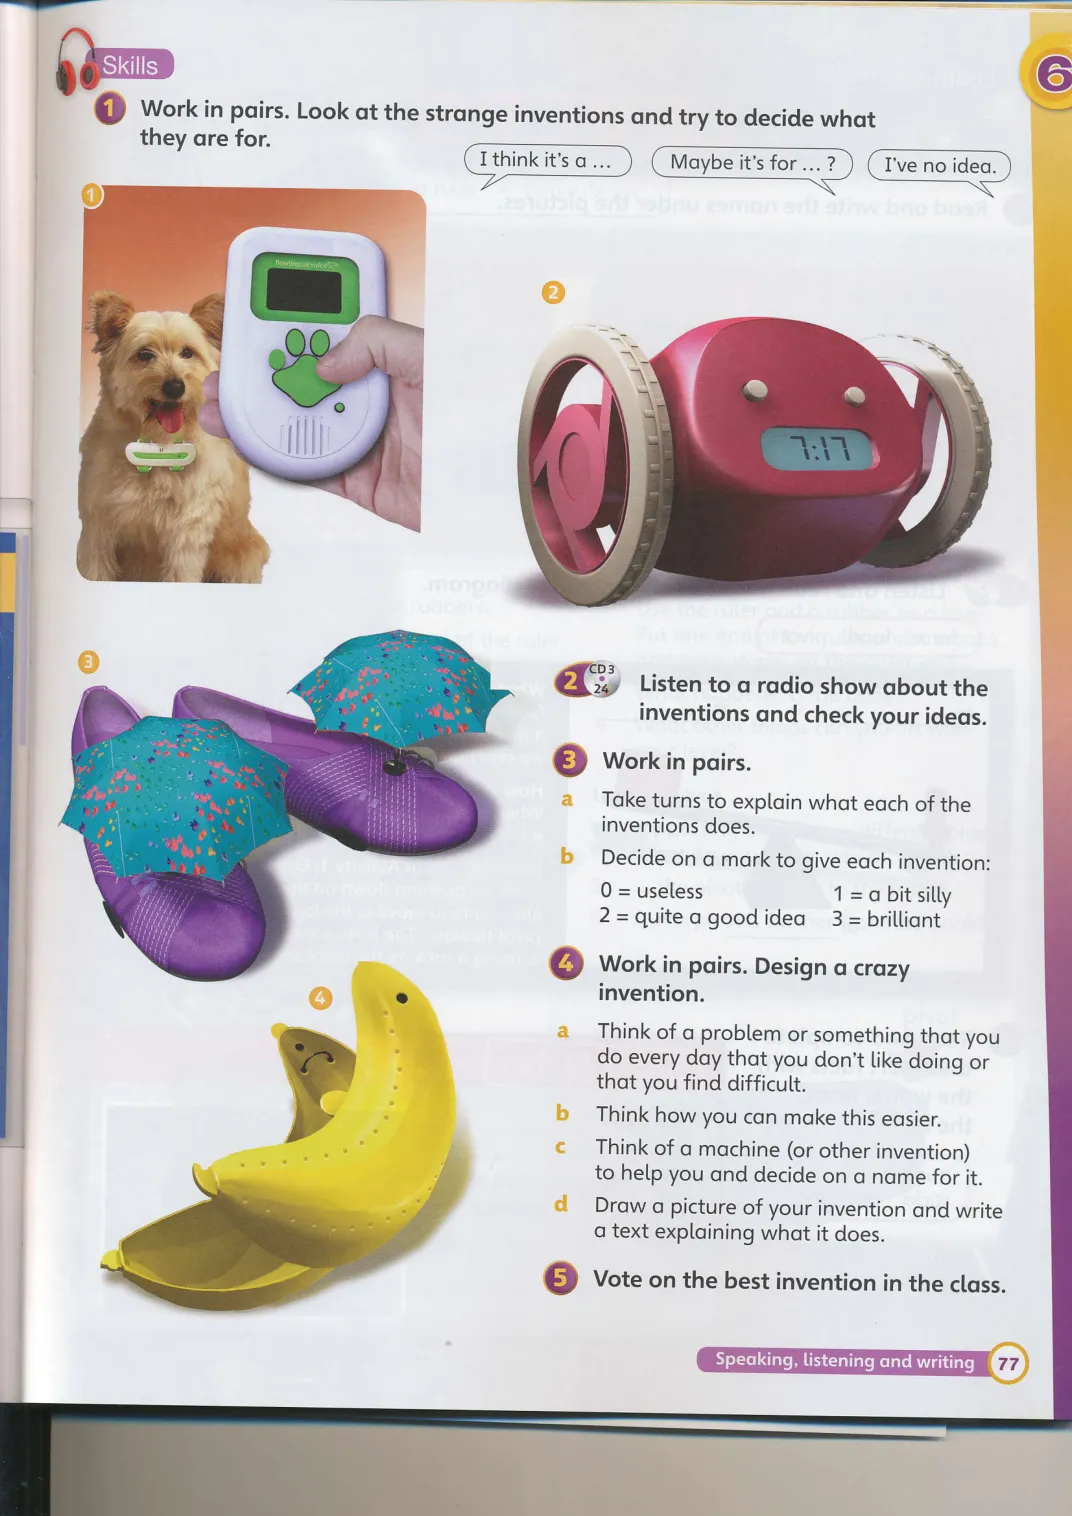 Skills
6
1 Work in pairs. Look at the strange inventions and try to decide what
they are for.
I think it's a ...
Maybe it's for ... ?
I've no idea.
1
2
7:17
3
4
2 CD3
24
Listen to a radio show about the
inventions and check your ideas.
3 Work in pairs.
a Take turns to explain what each of the
inventions does.
b Decide on a mark to give each invention:
0 = useless 1 = a bit silly
2 = quite a good idea 3 = brilliant
4 Work in pairs. Design a crazy
invention.
a Think of a problem or something that you
do every day that you don't like doing or
that you find difficult.
b Think how you can make this easier.
c Think of a machine (or other invention)
to help you and decide on a name for it.
d Draw a picture of your invention and write
a text explaining what it does.
5 Vote on the best invention in the class.
Speaking, listening and writing 77